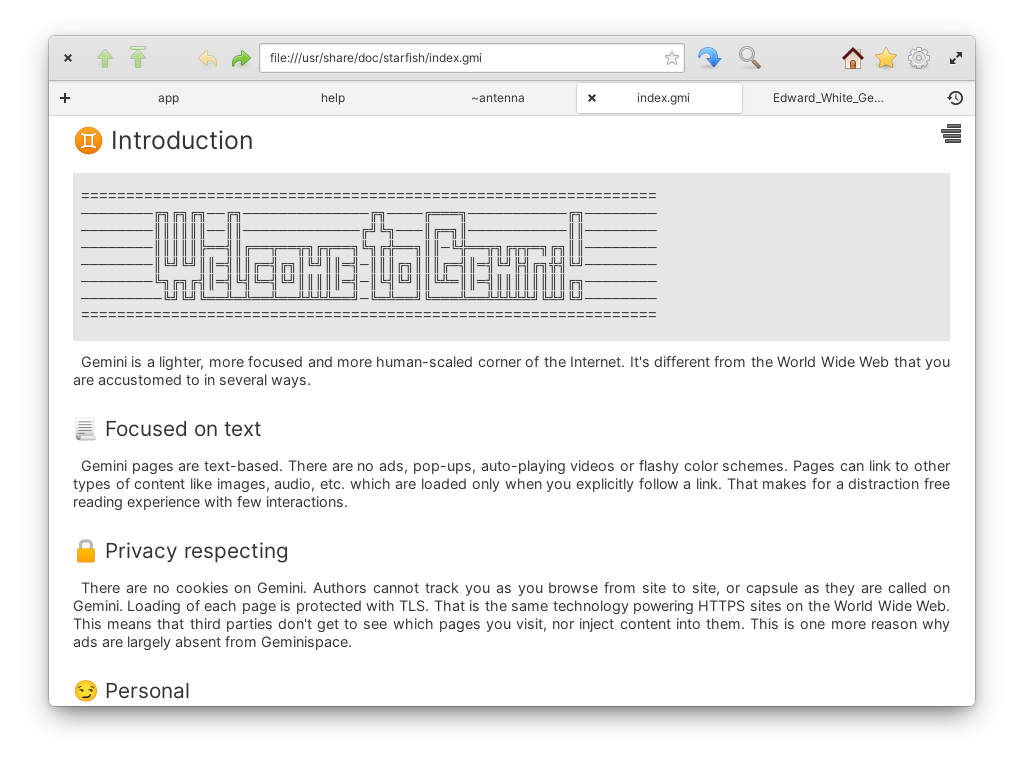 file:///usr/share/doc/starfish/index.gmi
app help ~antenna index.gmi Edward_White_Ge...
♊ Introduction
================================================================
Welcome to Gemini!
================================================================
Gemini is a lighter, more focused and more human-scaled corner of the Internet. It's different from the World Wide Web that you
are accustomed to in several ways.
📃 Focused on text
Gemini pages are text-based. There are no ads, pop-ups, auto-playing videos or flashy color schemes. Pages can link to other
types of content like images, audio, etc. which are loaded only when you explicitly follow a link. That makes for a distraction free
reading experience with few interactions.
🔒 Privacy respecting
There are no cookies on Gemini. Authors cannot track you as you browse from site to site, or capsule as they are called on
Gemini. Loading of each page is protected with TLS. That is the same technology powering HTTPS sites on the World Wide Web.
This means that third parties don't get to see which pages you visit, nor inject content into them. This is one more reason why
ads are largely absent from Geminispace.
😏 Personal